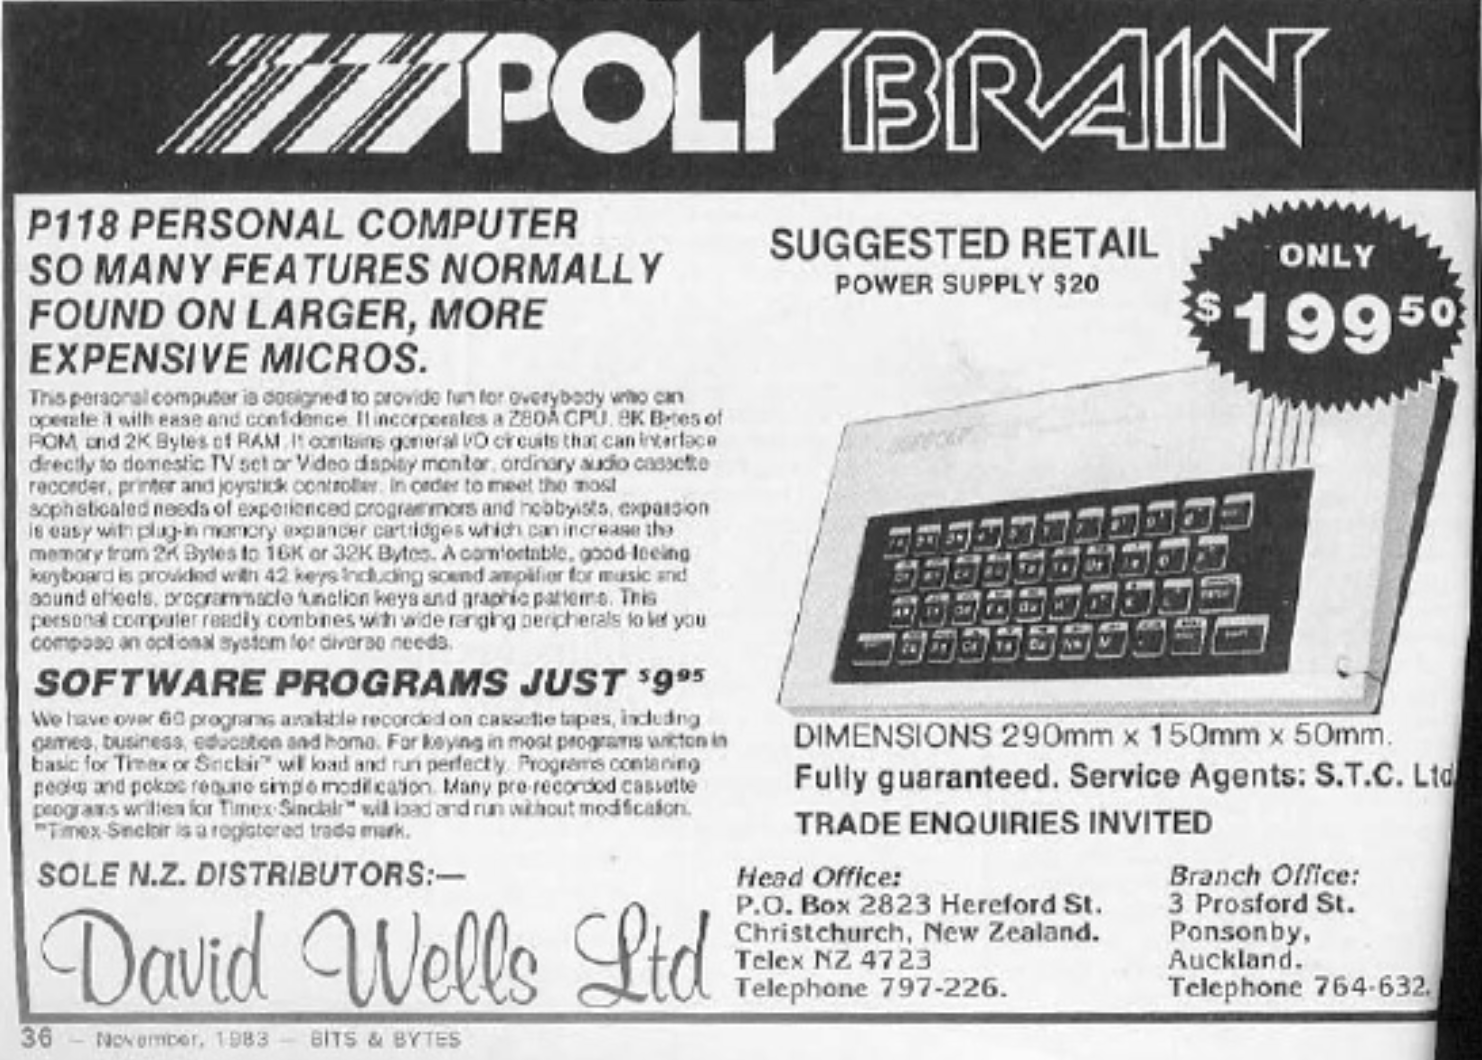 POLYBRAIN
P118 PERSONAL COMPUTER
SO MANY FEATURES NORMALLY
FOUND ON LARGER, MORE
EXPENSIVE MICROS.
This personal computer is designed to provide fun for everybody who can
operate it with ease and confidence. It incorporates a Z80A CPU, 8K Bytes of
ROM, and 2K Bytes of RAM. It contains general I/O circuits that can interface
directly to domestic TV set or Video display monitor, ordinary audio cassette
recorder, printer and joystick controller. In order to meet the most
sophisticated needs of experienced programmers and hobbyists, expansion
is easy with plug-in memory expander cartridges which can increase the
memory from 2K Bytes to 16K or 32K Bytes. A comfortable, good-feeling
keyboard is provided with 42 keys including sound amplifier for music and
sound effects, programmable function keys and graphic patterns. This
personal computer readily combines with wide ranging peripherals to let you
compose an optional system for diverse needs.
SOFTWARE PROGRAMS JUST $9.95
We have over 60 programs available recorded on cassette tapes, including
games, business, education and home. For keying in most programs written in
basic for Timex or Sinclair™ will load and run perfectly. Programs containing
peeks and pokes require simple modification. Many pre-recorded cassette
programs written for Timex-Sinclair™ will load and run without modification.
™Timex-Sinclair is a registered trade mark.
SUGGESTED RETAIL
POWER SUPPLY $20
ONLY
$199 50
DIMENSIONS 290mm x 150mm x 50mm.
Fully guaranteed. Service Agents: S.T.C. Ltd
TRADE ENQUIRIES INVITED
SOLE N.Z. DISTRIBUTORS:—
David Wells Ltd
Head Office:
P.O. Box 2823 Hereford St.
Christchurch, New Zealand.
Telex NZ 4723
Telephone 797-226.
Branch Office:
3 Prosford St.
Ponsonby,
Auckland.
Telephone 764-632.
36 – November, 1983 – BITS & BYTES